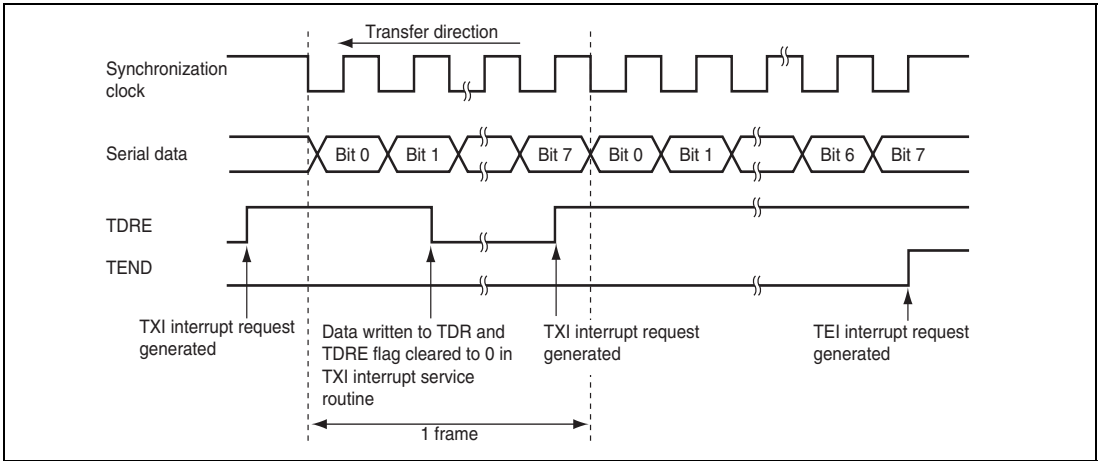 Transfer direction
Synchronization
clock
Serial data
Bit 0 Bit 1 Bit 7 Bit 0 Bit 1 Bit 6 Bit 7
TDRE
TEND
TXI interrupt request
generated
Data written to TDR and
TDRE flag cleared to 0 in
TXI interrupt service
routine
TXI interrupt request
generated
TEI interrupt request
generated
1 frame